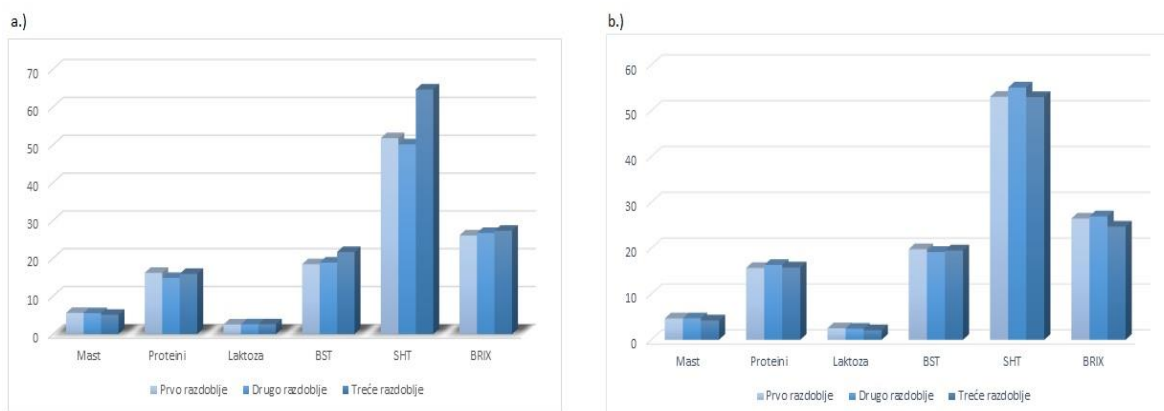 a.)
70
60
50
40
30
20
10
0
Mast Proteini Laktoza BST SHT BRIX
Prvo razdoblje Drugo razdoblje Treće razdoblje
b.)
60
50
40
30
20
10
0
Mast Proteini Laktoza BST SHT BRIX
Prvo razdoblje Drugo razdoblje Treće razdoblje